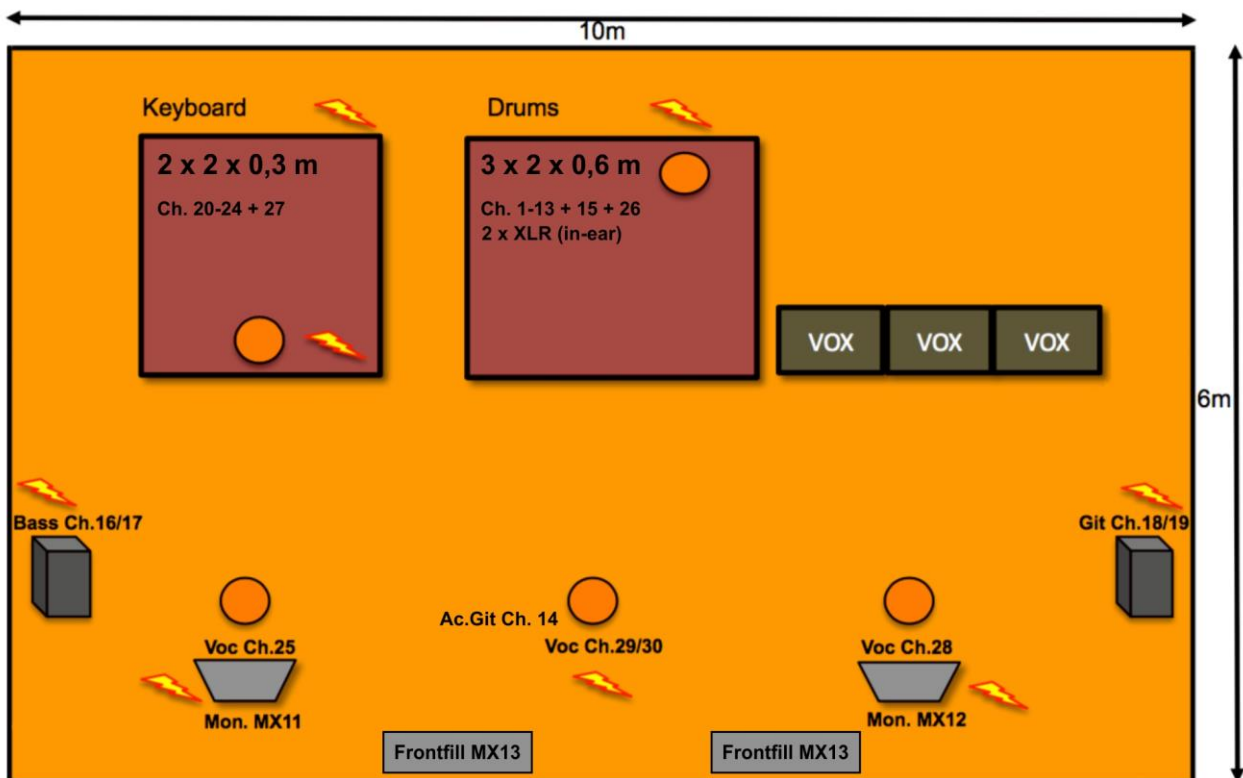 10m
Keyboard
Drums
2 x 2 x 0,3 m
Ch. 20-24 + 27
3 x 2 x 0,6 m
Ch. 1-13 + 15 + 26
2 x XLR (in-ear)
VOX
VOX
VOX
6m
Bass Ch.16/17
Git Ch.18/19
Ac.Git Ch. 14
Voc Ch.25
Voc Ch.29/30
Voc Ch.28
Mon. MX11
Mon. MX12
Frontfill MX13
Frontfill MX13